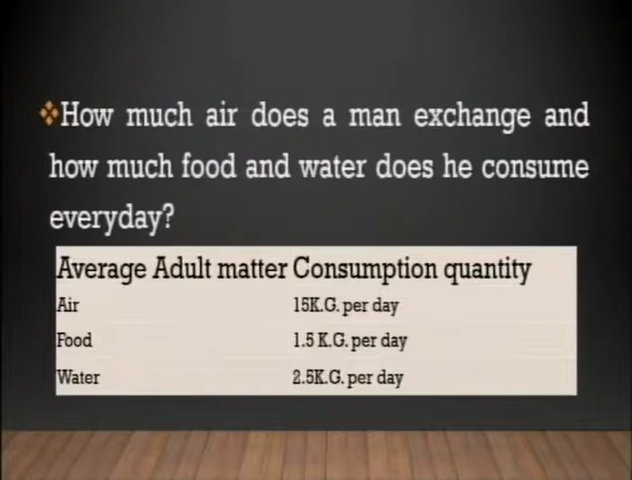 How much air does a man exchange and
how much food and water does he consume
everyday?
Average Adult matter Consumption quantity
Air 15K.G. per day
Food 1.5 K.G. per day
Water 2.5K.G. per day